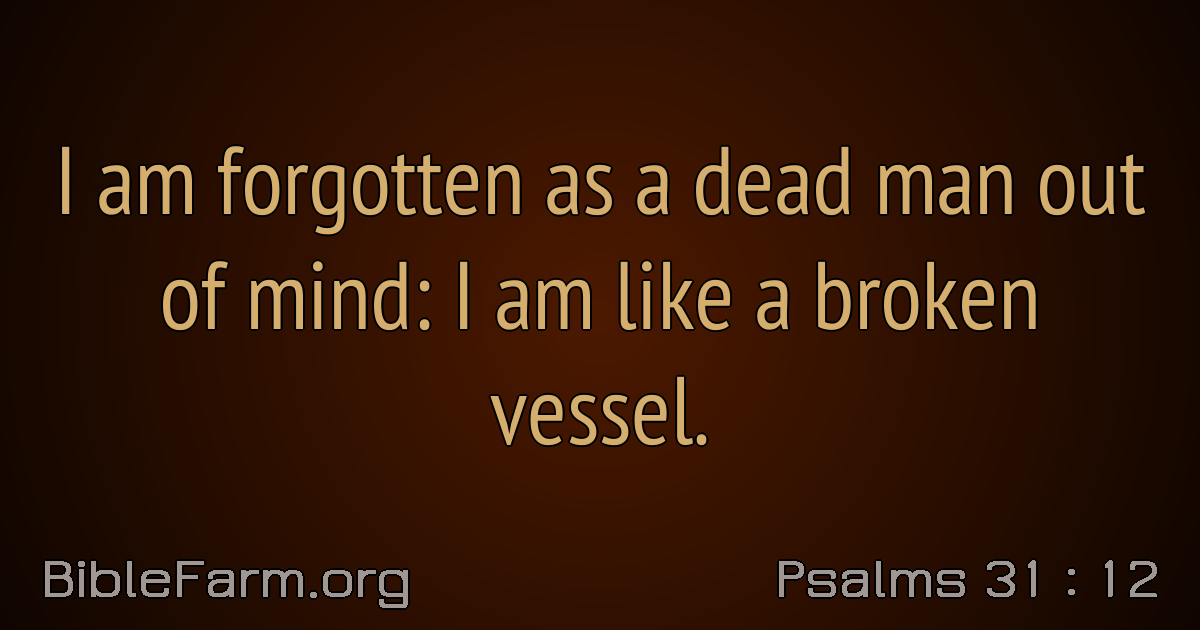 I am forgotten as a dead man out
of mind: I am like a broken
vessel.
BibleFarm.org
Psalms 31 : 12